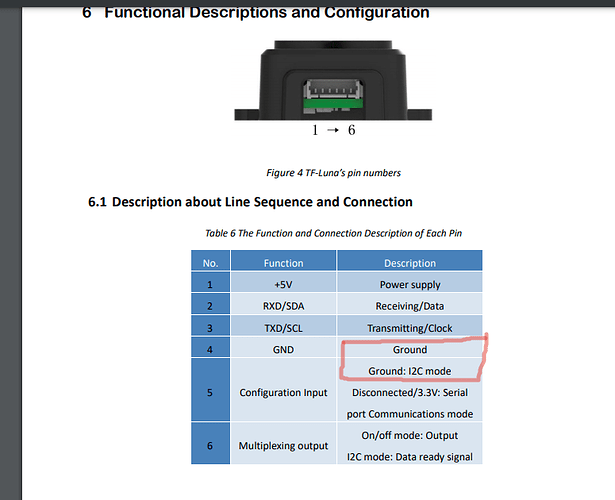 6 Functional Descriptions and Configuration
1 → 6
Figure 4 TF-Luna's pin numbers
6.1 Description about Line Sequence and Connection
Table 6 The Function and Connection Description of Each Pin
No. Function Description
1 +5V Power supply
2 RXD/SDA Receiving/Data
3 TXD/SCL Transmitting/Clock
4 GND Ground
Ground: I2C mode
5 Configuration Input Disconnected/3.3V: Serial
port Communications mode
On/off mode: Output
6 Multiplexing output
I2C mode: Data ready signal